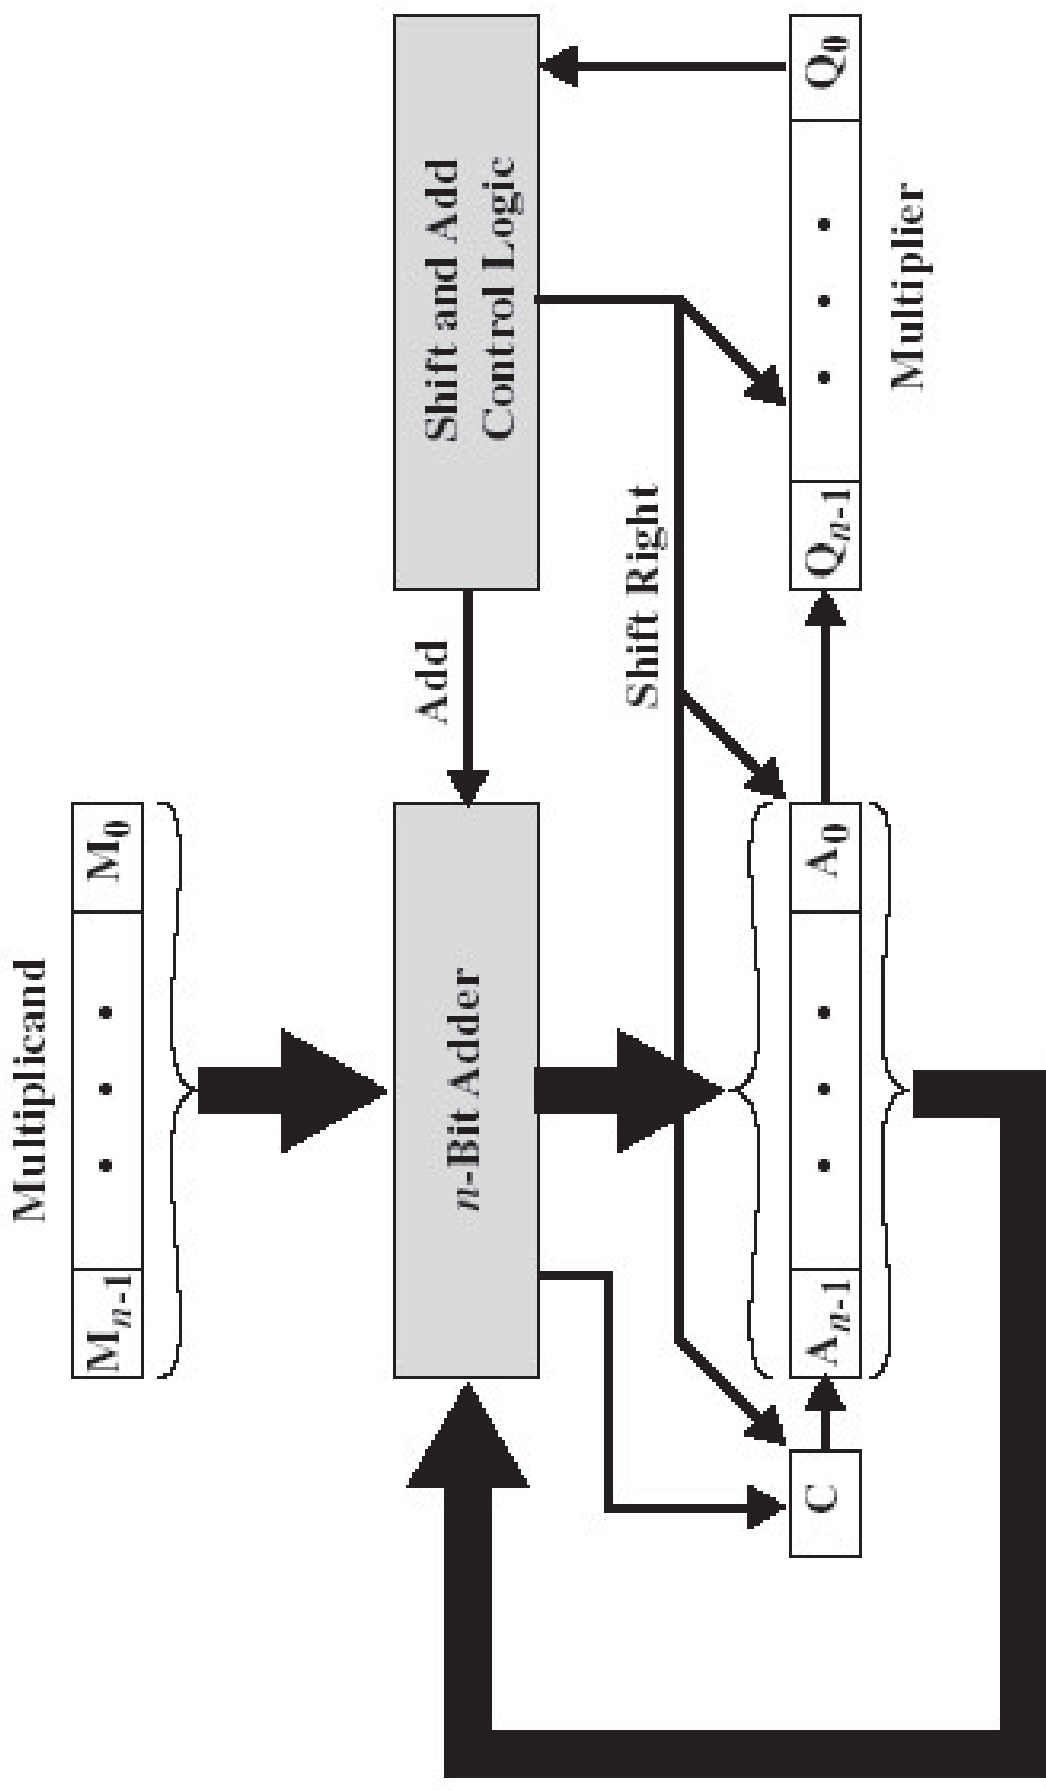 Multiplicand
Mn-1 • • • M0
n-Bit Adder
Add
Shift and Add
Control Logic
Shift Right
C
An-1 • • • A0
Qn-1 • • • Q0
Multiplier